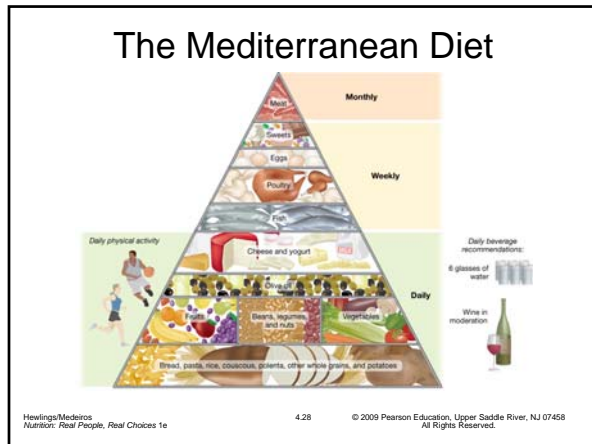 The Mediterranean Diet
Meat
Monthly
Sweets
Eggs
Poultry
Weekly
Fish
Daily physical activity
Cheese and yogurt
Olive oil
Fruits
Beans, legumes,
and nuts
Vegetables
Daily
Bread, pasta, rice, couscous, polenta, other whole grains, and potatoes
Daily beverage
recommendations:
6 glasses of
water
Wine in
moderation
Hewlings/Medeiros
Nutrition: Real People, Real Choices 1e
4.28
© 2009 Pearson Education, Upper Saddle River, NJ 07458
All Rights Reserved.